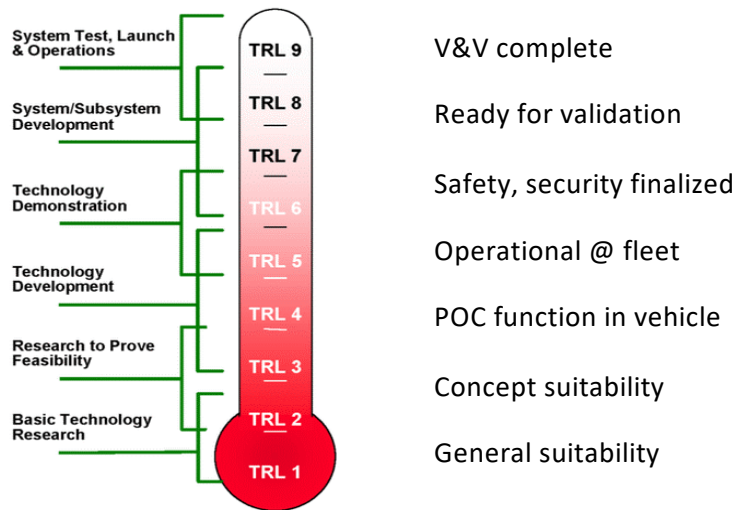 System Test, Launch
& Operations
System/Subsystem
Development
Technology
Demonstration
Technology
Development
Research to Prove
Feasibility
Basic Technology
Research
TRL 9
TRL 8
TRL 7
TRL 6
TRL 5
TRL 4
TRL 3
TRL 2
TRL 1
V&V complete
Ready for validation
Safety, security finalized
Operational @ fleet
POC function in vehicle
Concept suitability
General suitability